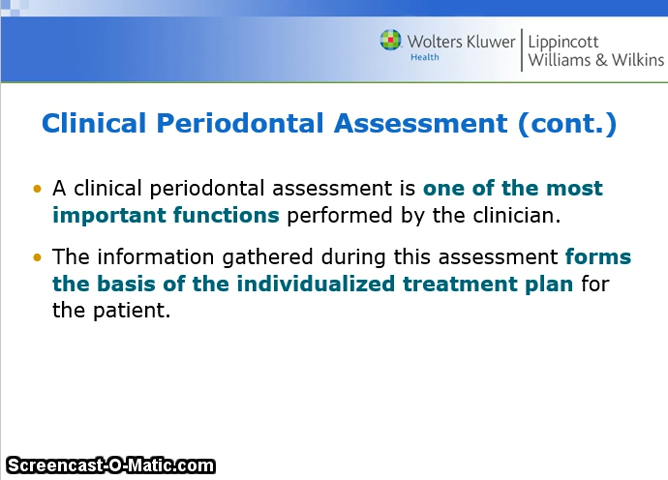 Wolters Kluwer
Health
Lippincott
Williams & Wilkins
Clinical Periodontal Assessment (cont.)
• A clinical periodontal assessment is one of the most
important functions performed by the clinician.
• The information gathered during this assessment forms
the basis of the individualized treatment plan for
the patient.
Screencast-O-Matic.com